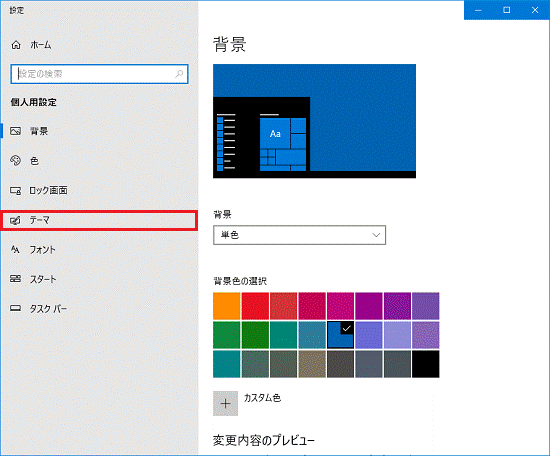 設定
ホーム
設定の検索
個人用設定
背景
色
ロック画面
テーマ
フォント
スタート
タスク バー
背景
Aa
背景
単色
背景色の選択
カスタム色
変更内容のプレビュー